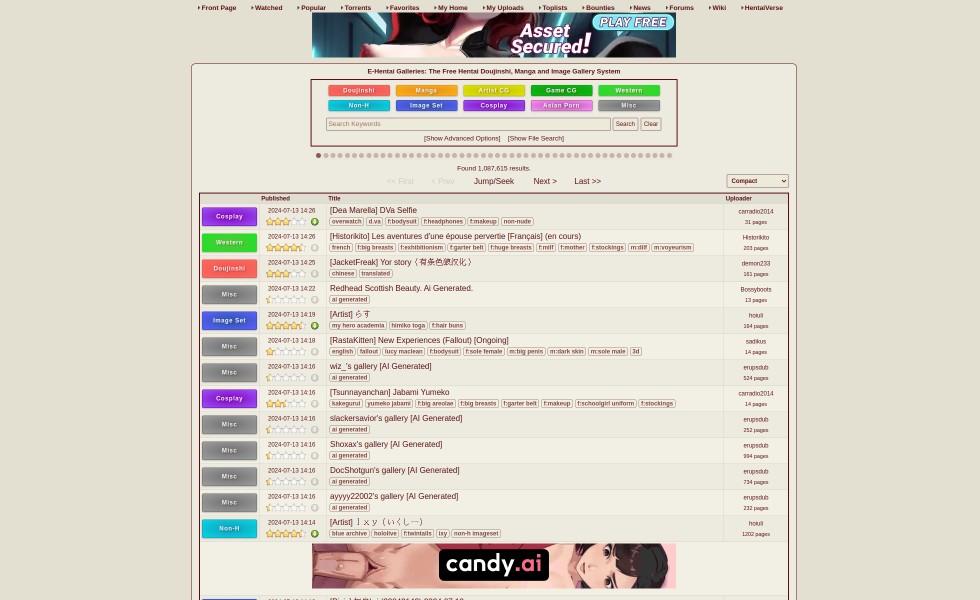 Front Page Watched Popular Torrents Favorites My Home My Uploads Toplists Bounties News Forums Wiki HentaiVerse
PLAY FREE
Asset
Secured!
E-Hentai Galleries: The Free Hentai Doujinshi, Manga and Image Gallery System
Doujinshi Manga Artist CG Game CG Western
Non-H Image Set Cosplay Asian Porn Misc
Search Keywords Search Clear
[Show Advanced Options] [Show File Search]
Found 1,087,615 results.
<< First < Prev Jump/Seek Next > Last >> Compact
Published Title Uploader
Cosplay 2024-07-13 14:26 [Dea Marella] DVa Selfie carradio2014
overwatch d.va f:bodysuit f:headphones f:makeup non-nude 31 pages
Western 2024-07-13 14:26 [Historikito] Les aventures d'une épouse pervertie [Français] (en cours) Historikito
french f:big breasts f:exhibitionism f:garter belt f:huge breasts f:milf f:mother f:stockings m:dilf m:voyeurism 203 pages
Doujinshi 2024-07-13 14:25 [JacketFreak] Yor story〈有条色狼汉化〉 demon233
chinese translated 161 pages
Misc 2024-07-13 14:22 Redhead Scottish Beauty. Ai Generated. Bossyboots
ai generated 13 pages
Image Set 2024-07-13 14:19 [Artist] らす hoiuli
my hero academia himiko toga f:hair buns 164 pages
Misc 2024-07-13 14:18 [RastaKitten] New Experiences (Fallout) [Ongoing] sadikus
english fallout lucy maclean f:bodysuit f:sole female m:big penis m:dark skin m:sole male 3d 14 pages
Misc 2024-07-13 14:16 wiz_'s gallery [AI Generated] erupsdub
ai generated 524 pages
Cosplay 2024-07-13 14:16 [Tsunnayanchan] Jabami Yumeko carradio2014
kakegurui yumeko jabami f:big areolae f:big breasts f:garter belt f:makeup f:schoolgirl uniform f:stockings 14 pages
Misc 2024-07-13 14:16 slackersavior's gallery [AI Generated] erupsdub
ai generated 252 pages
Misc 2024-07-13 14:16 Shoxax's gallery [AI Generated] erupsdub
ai generated 994 pages
Misc 2024-07-13 14:16 DocShotgun's gallery [AI Generated] erupsdub
ai generated 734 pages
Misc 2024-07-13 14:16 ayyyy22002's gallery [AI Generated] erupsdub
ai generated 232 pages
Non-H 2024-07-13 14:14 [Artist] ｌｘｙ（いくしー） hoiuli
blue archive hololive f:twintails lxy non-h imageset 1202 pages
candy.ai